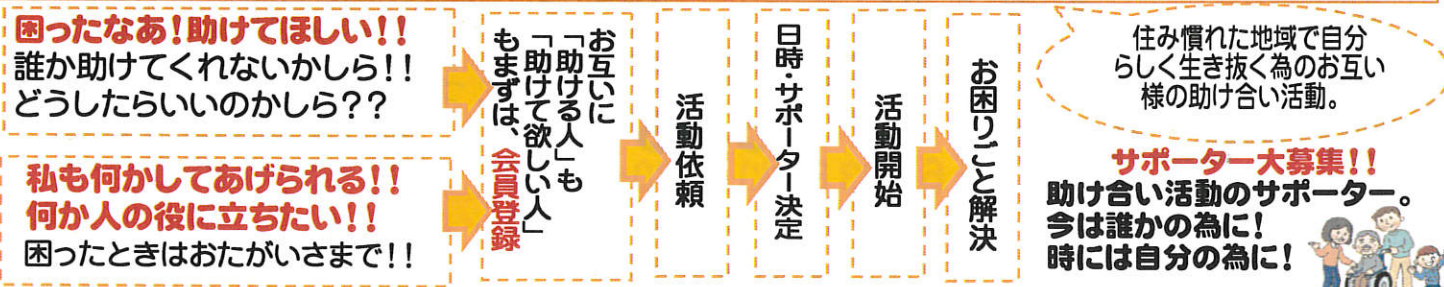 困ったなあ!助けてほしい!!
誰か助けてくれないかしら!!
どうしたらいいのかしら??
私も何かしてあげられる!!
何か人の役に立ちたい!!
困ったときはおたがいさまで!!
お互いに
「助ける人」も
「助けて欲しい人」
もまずは、会員登録
活動依頼
日時・サポーター決定
活動開始
お困りごと解決
住み慣れた地域で自分
らしく生き抜く為のお互い
様の助け合い活動。
サポーター大募集!!
助け合い活動のサポーター。
今は誰かの為に!
時には自分の為に!